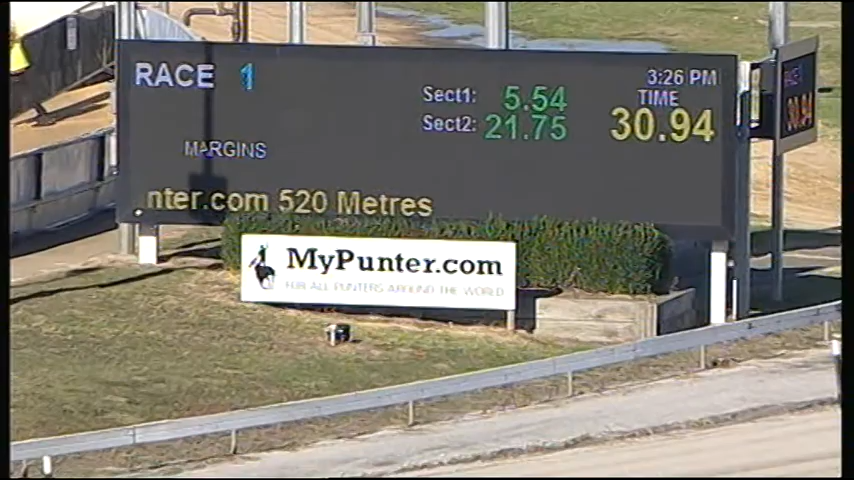 RACE 1
3:26 PM
Sect1: 5.54
TIME
Sect2: 21.75
30.94
MARGINS
nter.com 520 Metres
MyPunter.com
FOR ALL PUNTERS AROUND THE WORLD
30.94